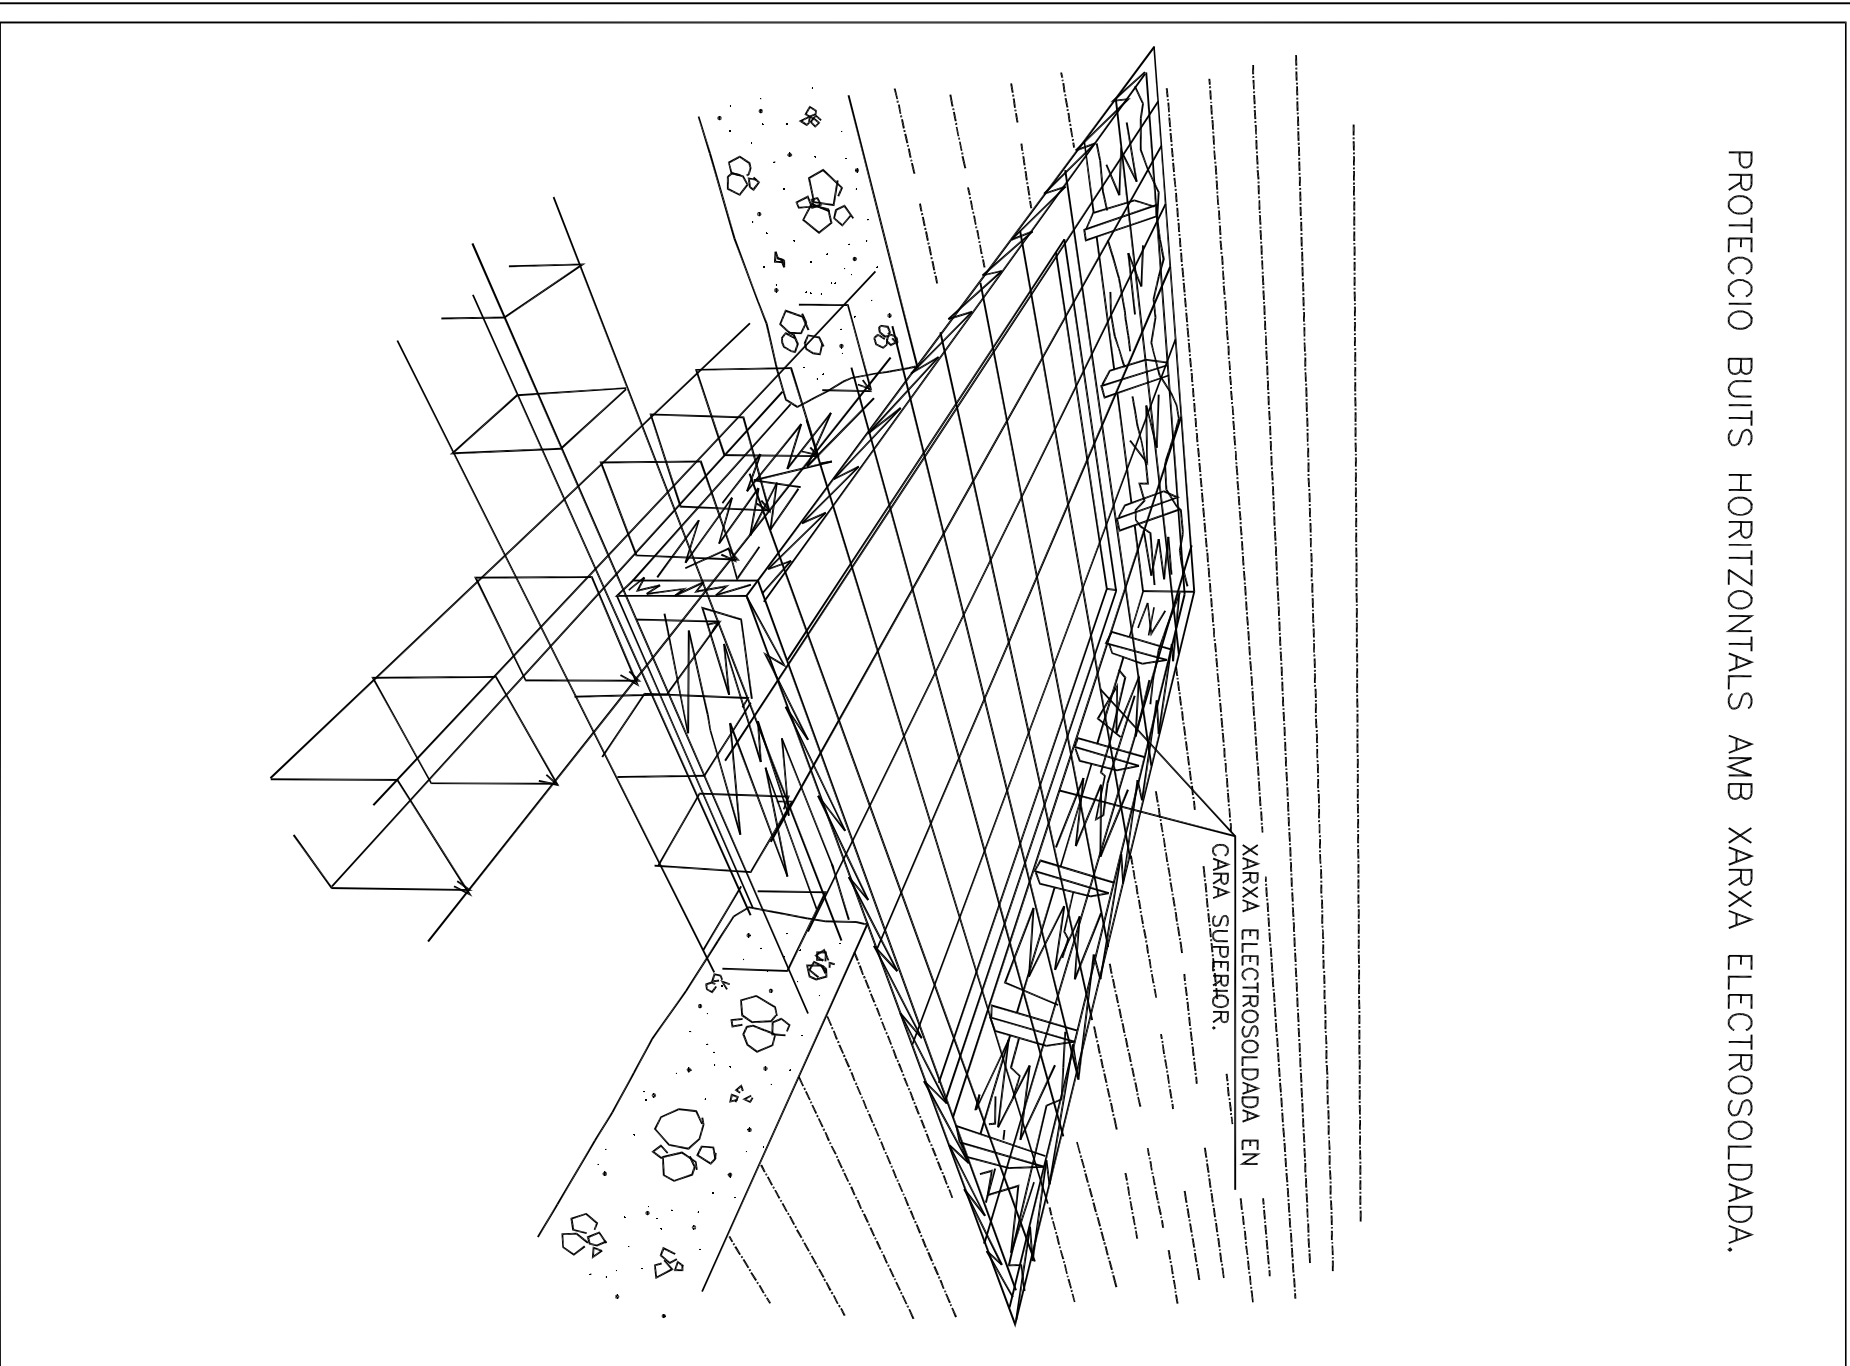 PROTECCIO BUITS HORITZONTALS AMB XARXA ELECTROSOLDADA.
XARXA ELECTROSOLDADA EN
CARA SUPERIOR.